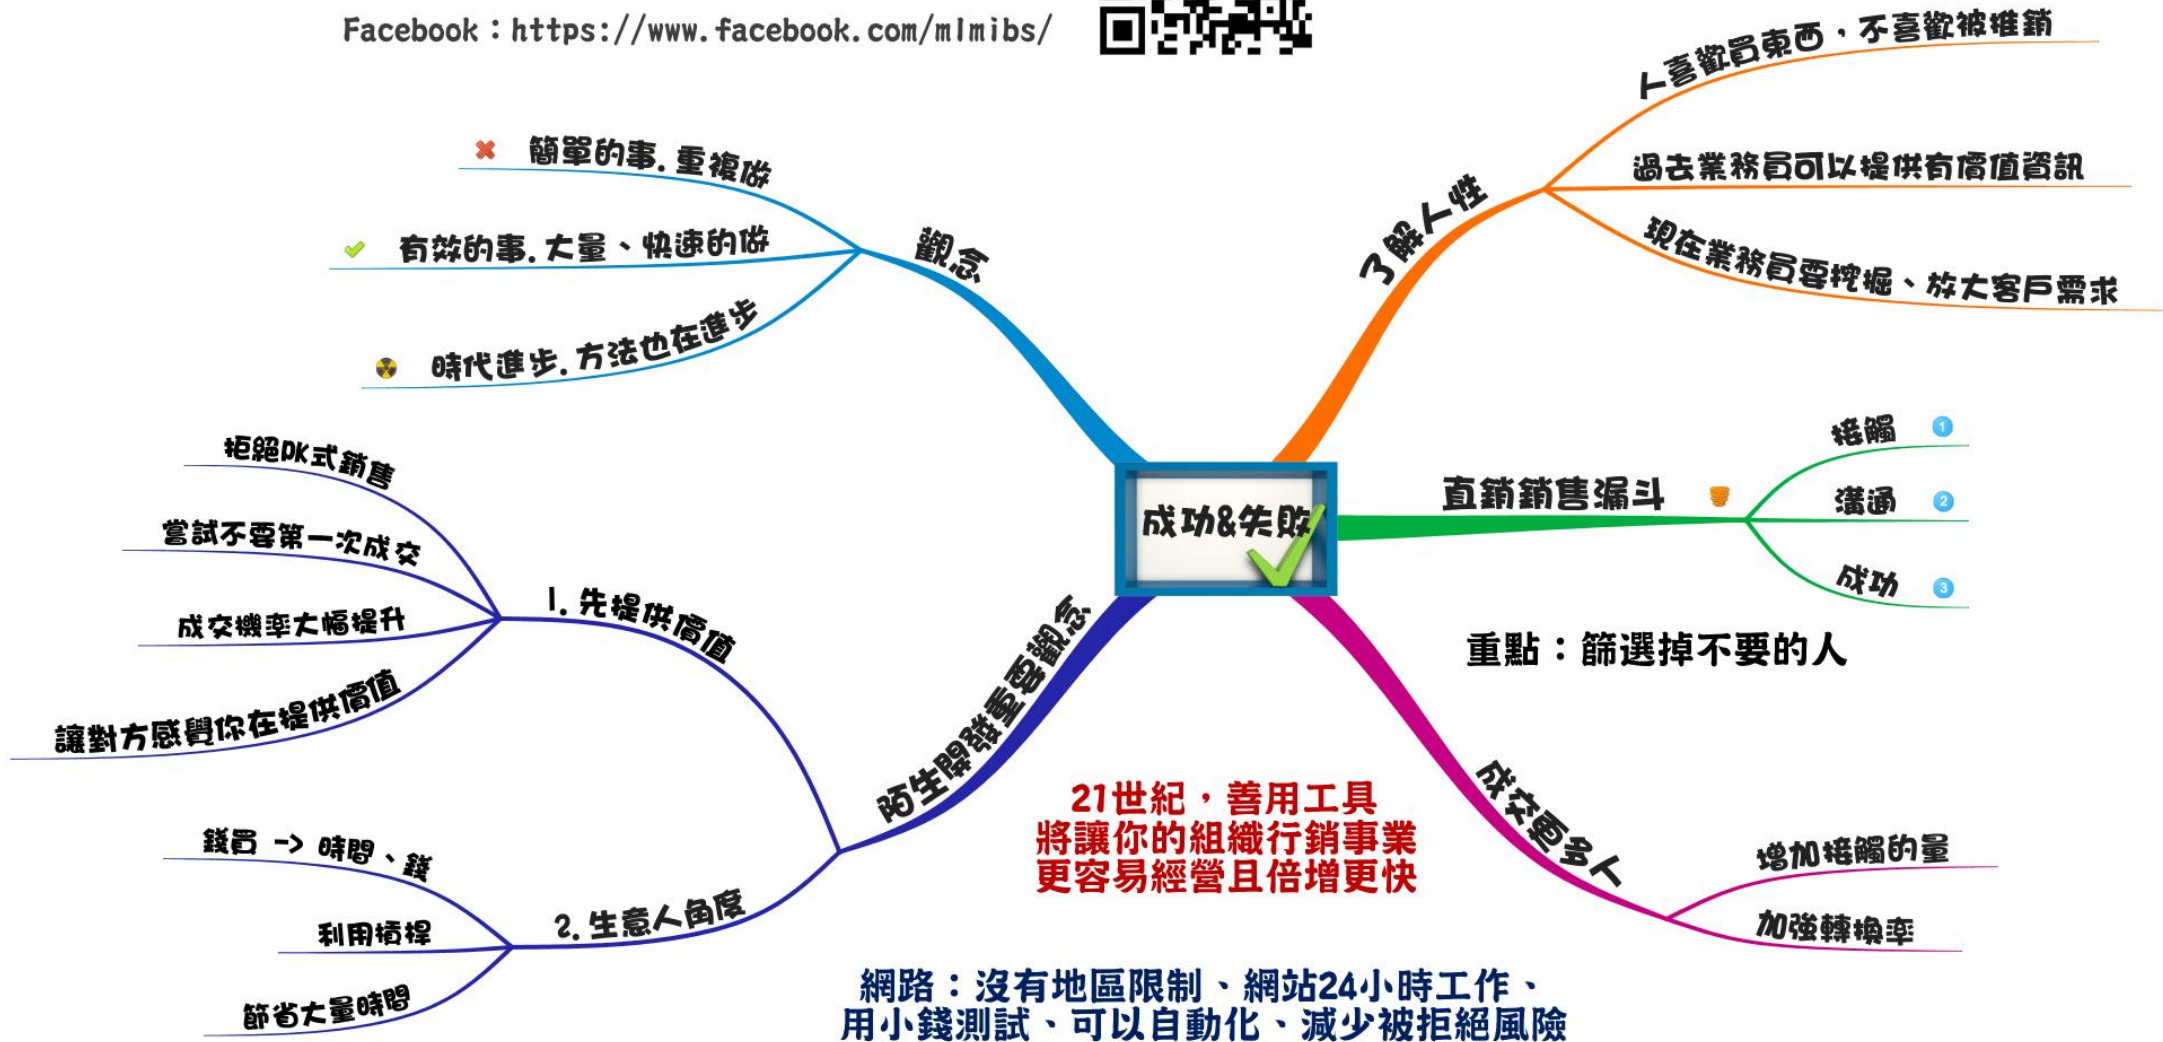 Facebook：https://www.facebook.com/mlmibs/
成功&失敗
觀念
簡單的事.重複做
有效的事.大量、快速的做
時代進步.方法也在進步
陌生開發重要觀念
1.先提供價值
拒絕DK式銷售
嘗試不要第一次成交
成交機率大幅提升
讓對方感覺你在提供價值
2.生意人角度
錢買 -> 時間、錢
利用槓桿
節省大量時間
了解人性
人喜歡買東西，不喜歡被推銷
過去業務員可以提供有價值資訊
現在業務員要挖掘、放大客戶需求
直銷銷售漏斗
接觸 1
溝通 2
成功 3
重點：篩選掉不要的人
成交更多人
增加接觸的量
加強轉換率
21世紀，善用工具
將讓你的組織行銷事業
更容易經營且倍增更快
網路：沒有地區限制、網站24小時工作、
用小錢測試、可以自動化、減少被拒絕風險